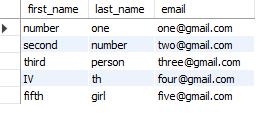 first_name last_name email
number one one@gmail.com
second number two@gmail.com
third person three@gmail.com
IV th four@gmail.com
fifth girl five@gmail.com